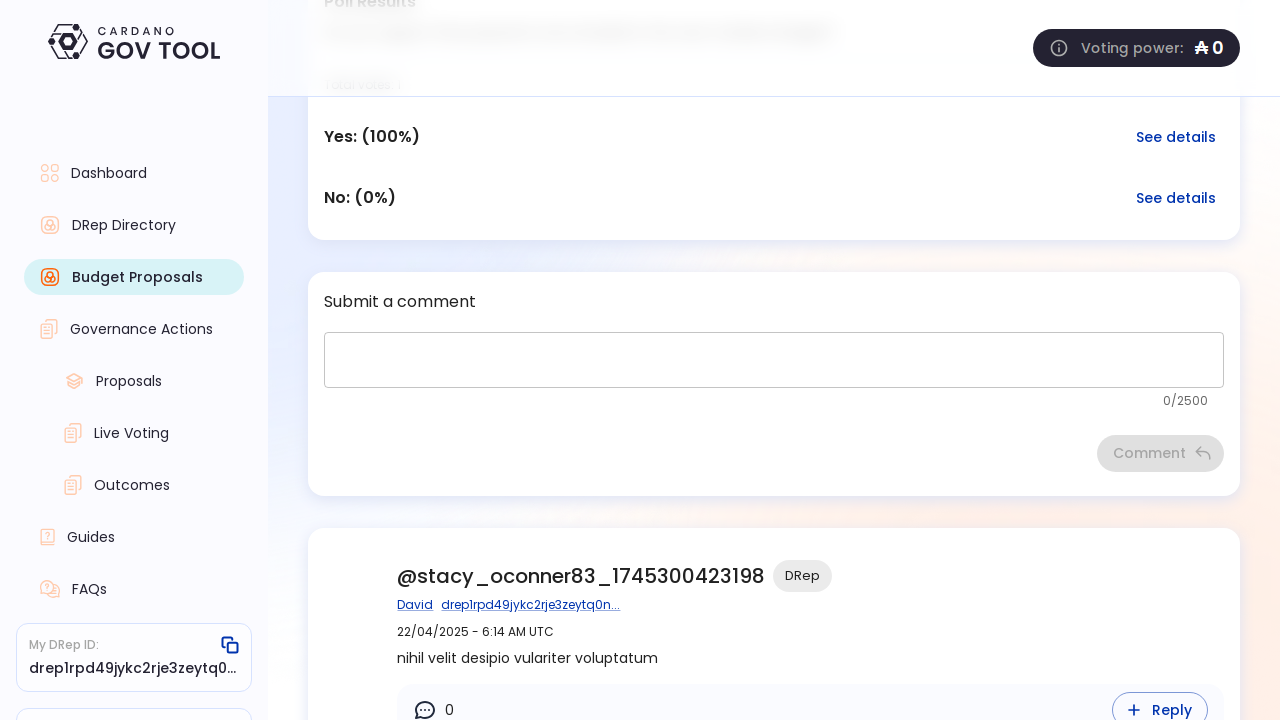 CARDANO
GOV TOOL
Poll Results
Voting power: ₳ 0
Total votes: 1
Yes: (100%)
See details
No: (0%)
See details
Dashboard
DRep Directory
Budget Proposals
Governance Actions
Proposals
Live Voting
Outcomes
Guides
FAQs
My DRep ID:
drep1rpd49jykc2rje3zeytq0...
Submit a comment
0/2500
Comment
@stacy_oconner83_1745300423198
DRep
David drep1rpd49jykc2rje3zeytq0n...
22/04/2025 - 6:14 AM UTC
nihil velit desipio vulariter voluptatum
0
Reply